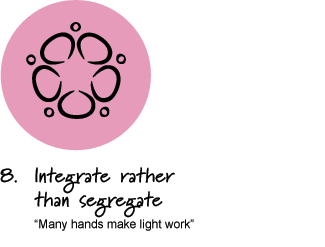 8. Integrate rather
than segregate
“Many hands make light work”